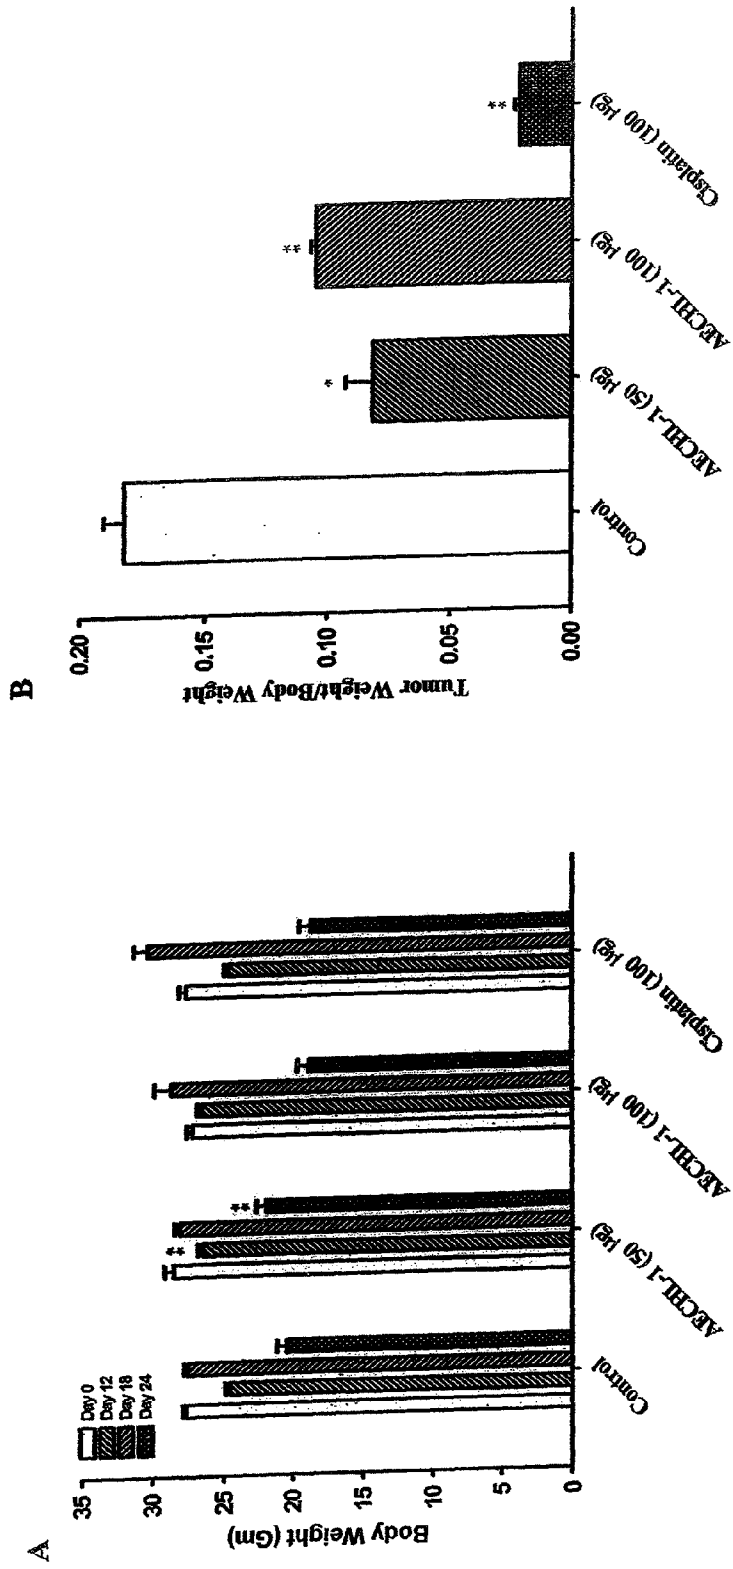 A
Body Weight (Gm)
35
30
25
20
15
10
5
0
Day 0
Day 12
Day 18
Day 24
**
**
Control
AECHL-1 (50 µg)
AECHL-1 (100 µg)
Cisplatin (100 µg)
B
Tumor Weight/Body Weight
0.20
0.15
0.10
0.05
0.00
*
**
**
Control
AECHL-1 (50 µg)
AECHL-1 (100 µg)
Cisplatin (100 µg)